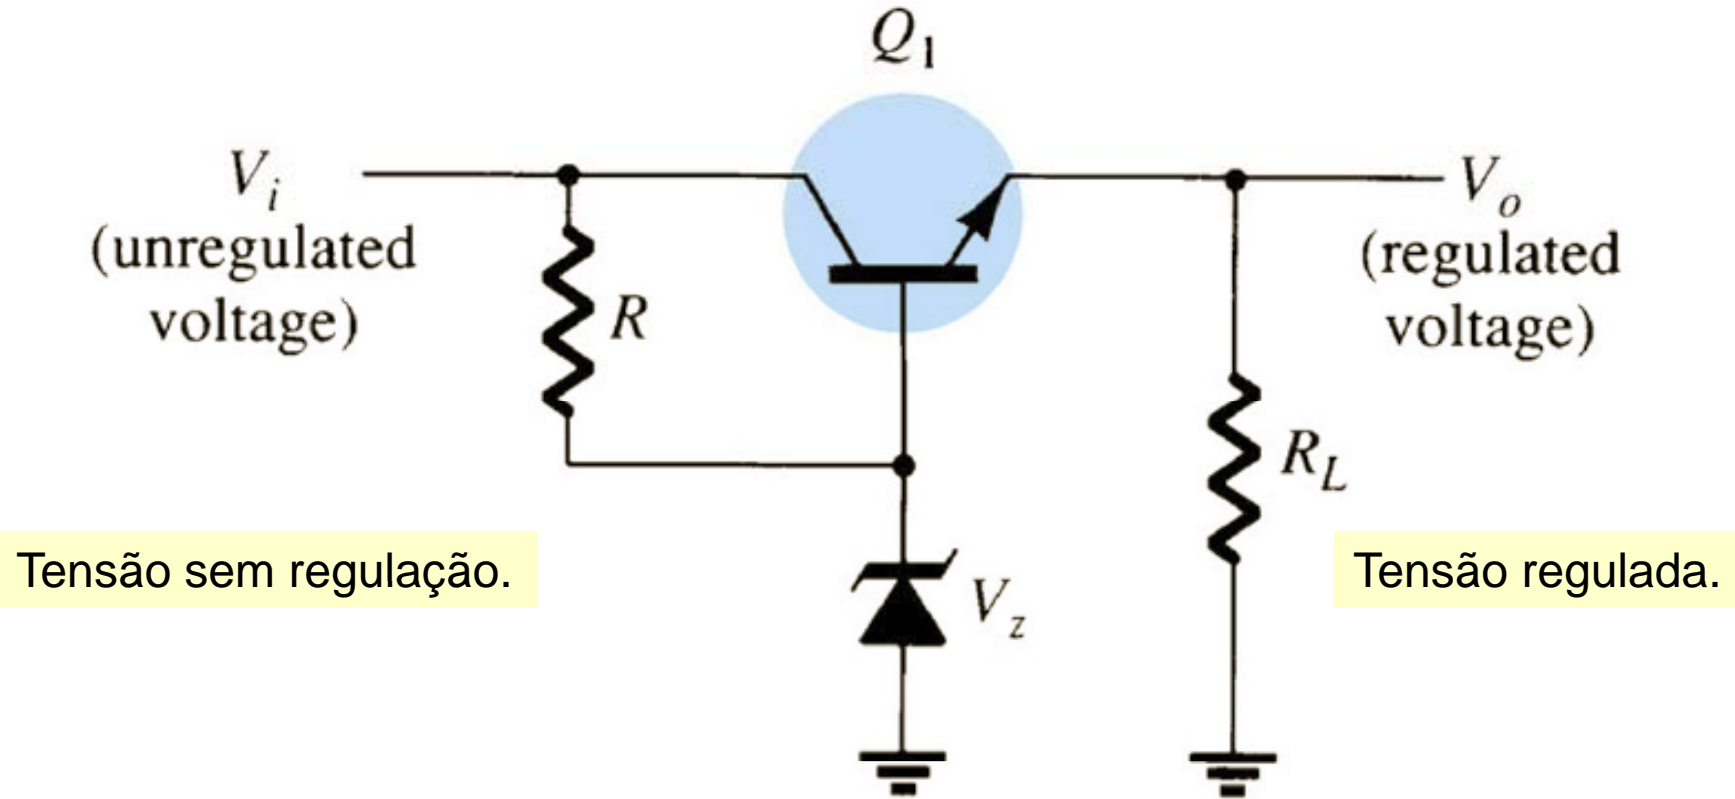 Q1
Vi
(unregulated
voltage)
R
Vo
(regulated
voltage)
RL
Tensão sem regulação.
Vz
Tensão regulada.